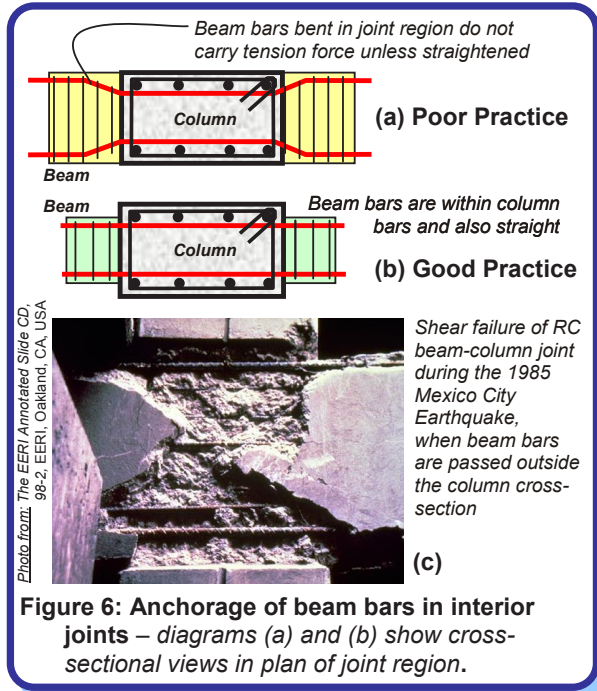 Beam bars bent in joint region do not
carry tension force unless straightened
Column
(a) Poor Practice
Beam
Beam
Beam bars are within column
bars and also straight
Column
(b) Good Practice
Photo from: The EERI Annotated Slide CD,
98-2, EERI, Oakland, CA, USA
Shear failure of RC
beam-column joint
during the 1985
Mexico City
Earthquake,
when beam bars
are passed outside
the column cross-
section
(c)
Figure 6: Anchorage of beam bars in interior
joints – diagrams (a) and (b) show cross-
sectional views in plan of joint region.